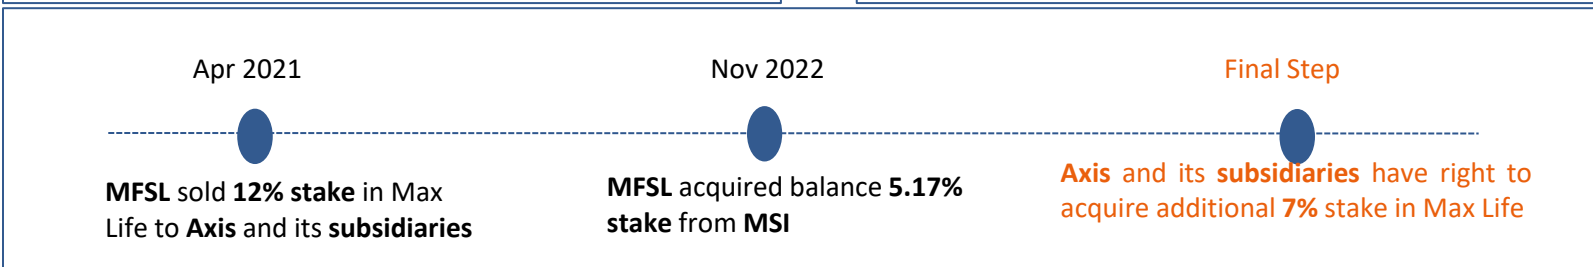 Apr 2021
Nov 2022
Final Step
MFSL sold 12% stake in Max
Life to Axis and its subsidiaries
MFSL acquired balance 5.17%
stake from MSI
Axis and its subsidiaries have right to
acquire additional 7% stake in Max Life